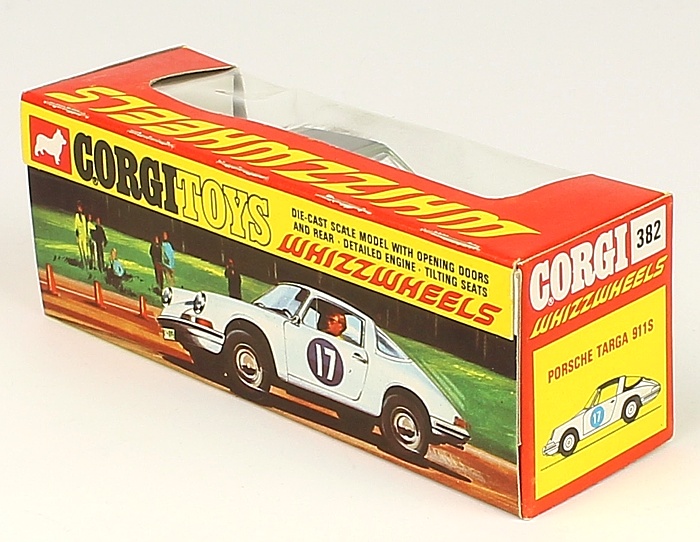 WHIZZWHEELS
CORGI TOYS
DIE-CAST SCALE MODEL WITH OPENING DOORS
AND REAR · DETAILED ENGINE · TILTING SEATS
WHIZZWHEELS
17
CORGI 382
WHIZZWHEELS
PORSCHE TARGA 911S
17